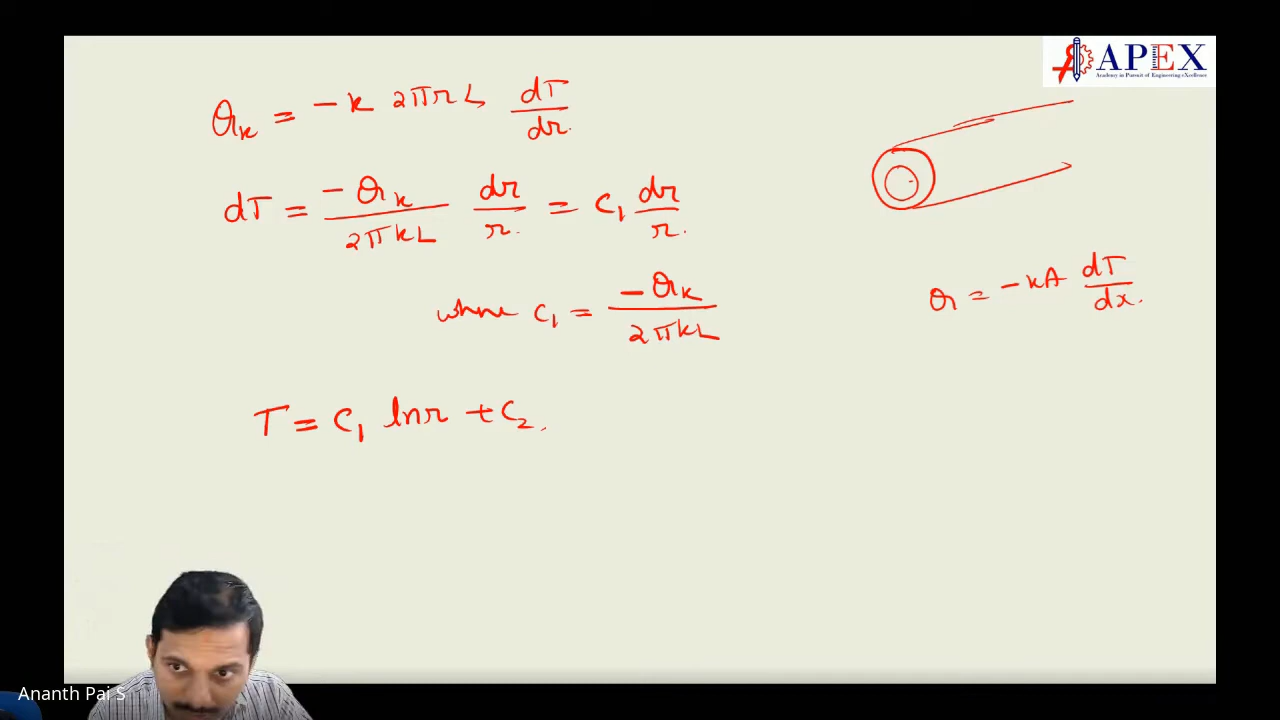 APEX
Academy in Pursuit of Engineering eXcellence
Qk = -k 2πrL dT/dr
dT = -Qk/2πkL dr/r = C1 dr/r
where C1 = -Qk/2πkL
Q = -kA dT/dx
T = C1 ln r + C2
Ananth Pai S